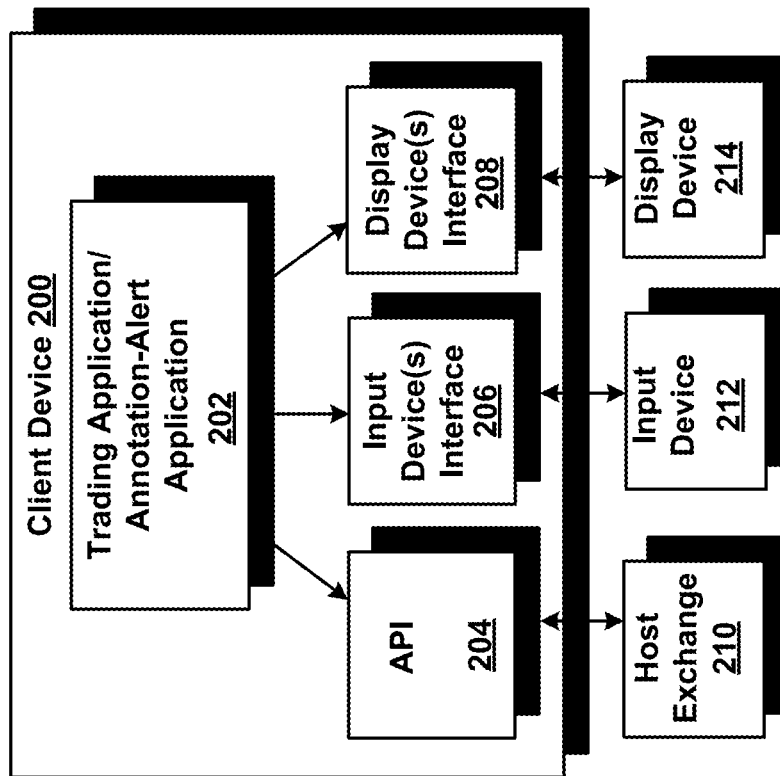 Client Device 200
Trading Application/
Annotation-Alert
Application
202
API
204
Input
Device(s)
Interface
206
Display
Device(s)
Interface
208
Host
Exchange
210
Input
Device
212
Display
Device
214